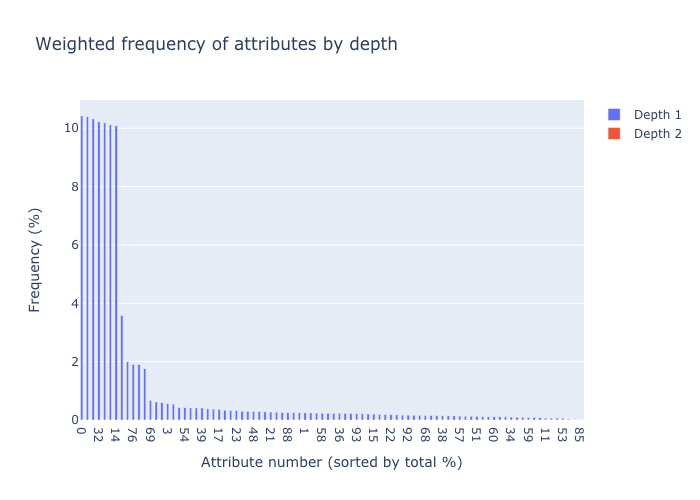 Weighted frequency of attributes by depth
Depth 1
Depth 2
10
8
6
4
2
0
Frequency (%)
0 32 14 76 69 3 54 39 17 23 48 21 88 1 58 36 93 15 22 92 68 38 57 51 60 34 59 11 53 85
Attribute number (sorted by total %)